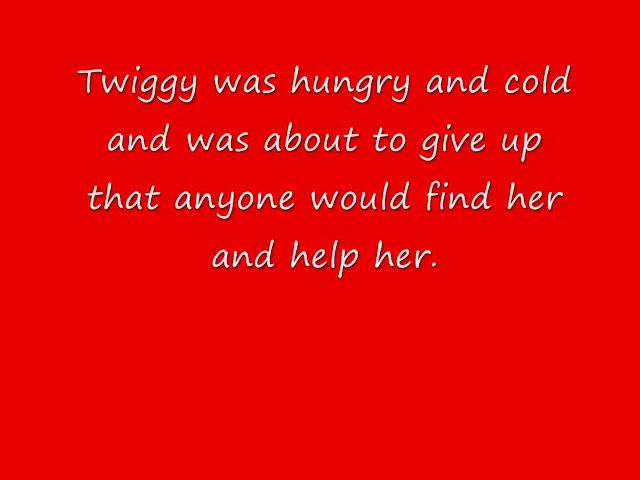 Twiggy was hungry and cold
and was about to give up
that anyone would find her
and help her.